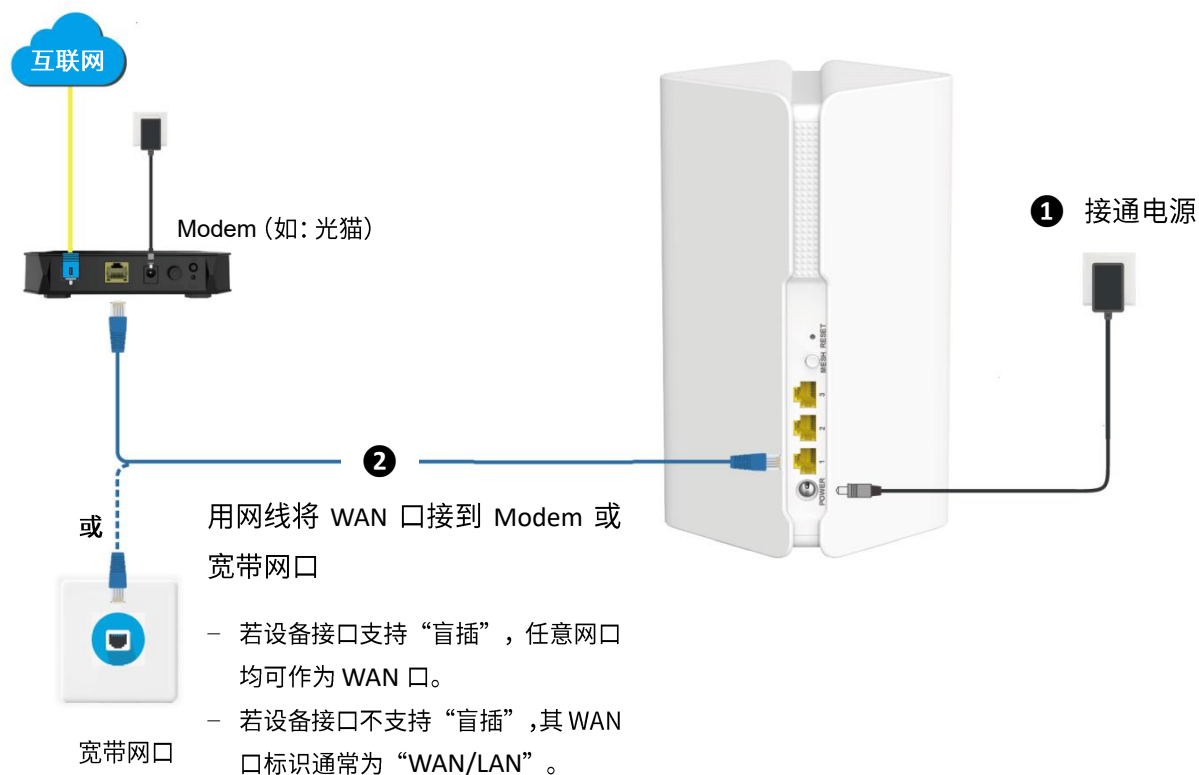 互联网
Modem（如：光猫）
❶ 接通电源
RESET
MESH
3
2
1
POWER
❷
用网线将 WAN 口接到 Modem 或
宽带网口
或
– 若设备接口支持“盲插”，任意网口
均可作为 WAN 口。
– 若设备接口不支持“盲插”，其 WAN
口标识通常为“WAN/LAN”。
宽带网口